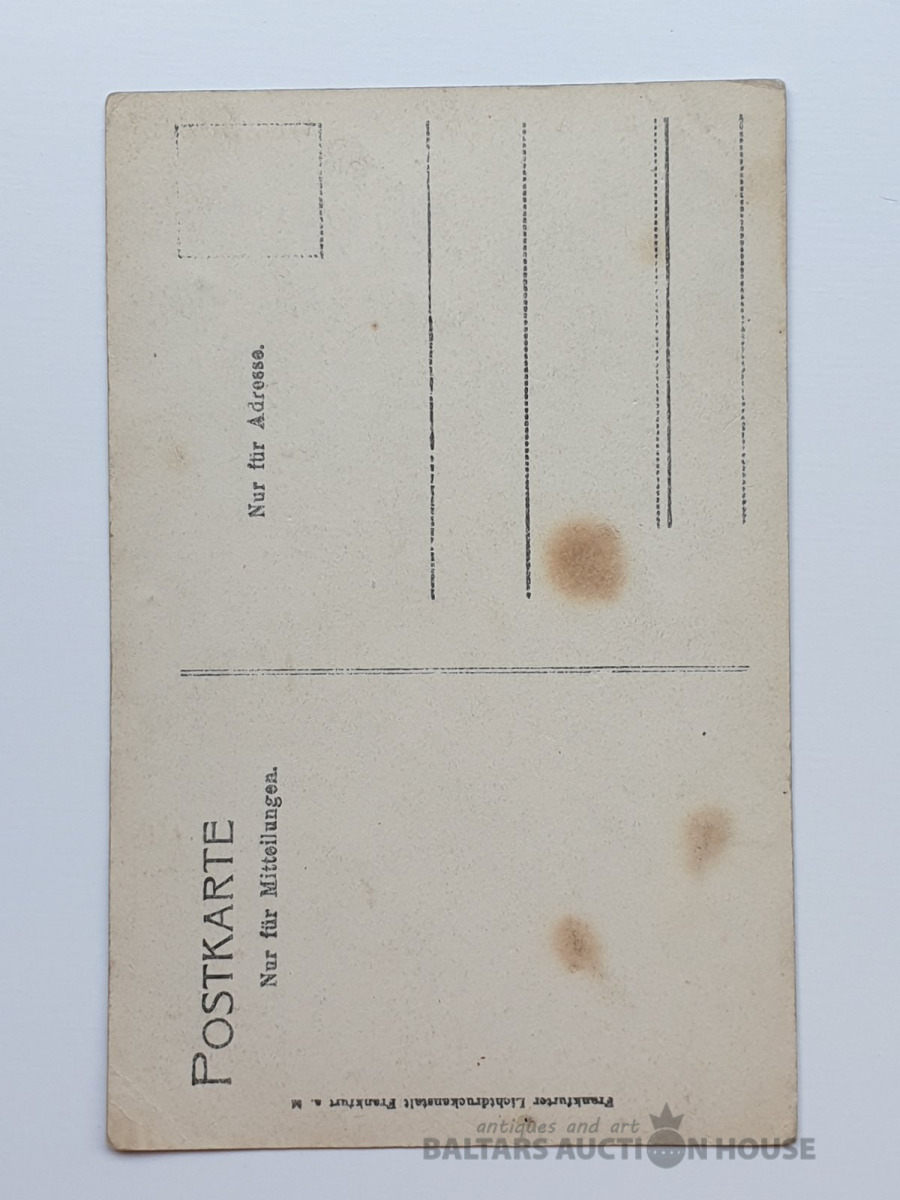 POSTKARTE
Nur für Mitteilungen.
Nur für Adresse.
Frankfurter Lichtdruckanstalt Frankfurt a. M
antiques and art
BALTARS AUCTION HOUSE